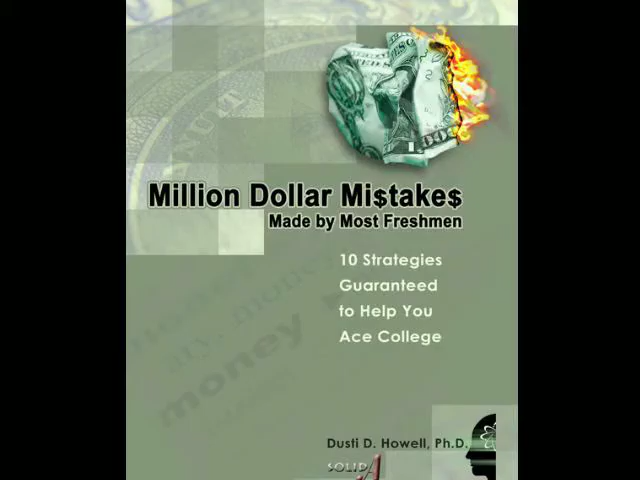 Million Dollar Mi$take$
Made by Most Freshmen
10 Strategies
Guaranteed
to Help You
Ace College
money
Dusti D. Howell, Ph.D.
SOLID A